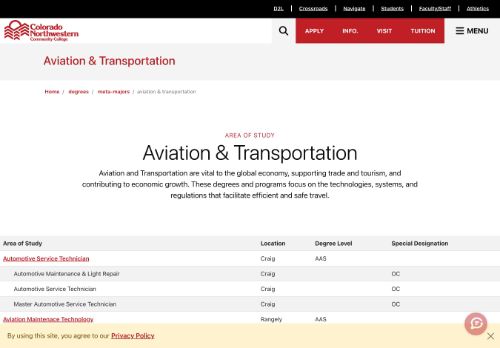 D2L Crossroads Navigate Students Faculty/Staff Athletics
Colorado
Northwestern
Community College
APPLY INFO. VISIT TUITION MENU
Aviation & Transportation
Home / degrees / meta-majors / aviation & transportation
AREA OF STUDY
Aviation & Transportation
Aviation and Transportation are vital to the global economy, supporting trade and tourism, and
contributing to economic growth. These degrees and programs focus on the technologies, systems, and
regulations that facilitate efficient and safe travel.
Area of Study Location Degree Level Special Designation
Automotive Service Technician Craig AAS
Automotive Maintenance & Light Repair Craig OC
Automotive Service Technician Craig OC
Master Automotive Service Technician Craig OC
Aviation Maintenace Technology Rangely AAS
By using this site, you agree to our Privacy Policy